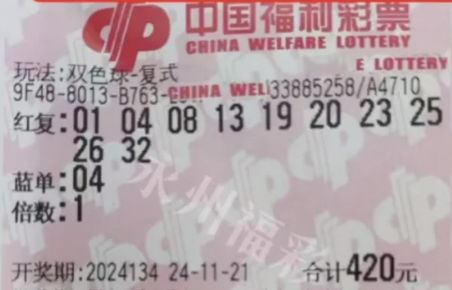 中国福利彩票
CHINA WELFARE LOTTERY
E LOTTERY
玩法:双色球-复式
9F48-8013-B763- CHINA WEL 33885258/A4710
红复:01 04 08 13 19 20 23 25
26 32
蓝单:04
倍数:1
永州福彩
开奖期:2024134 24-11-21 合计420元